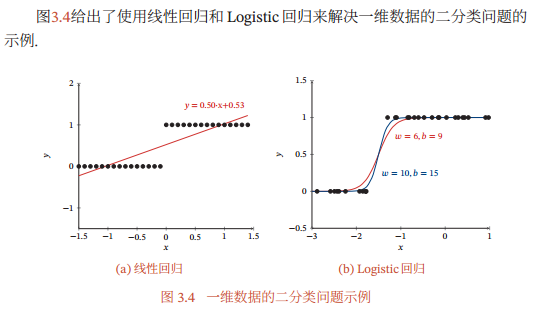 图3.4给出了使用线性回归和 Logistic 回归来解决一维数据的二分类问题的
示例.
2
1
0
−1
y
y = 0.50·x+0.53
−1.5 −1 −0.5 0 0.5 1 1.5
x
(a) 线性回归
1.5
1
0.5
0
−0.5
y
w = 6, b = 9
w = 10, b = 15
−3 −2 −1 0 1
x
(b) Logistic 回归
图 3.4 一维数据的二分类问题示例